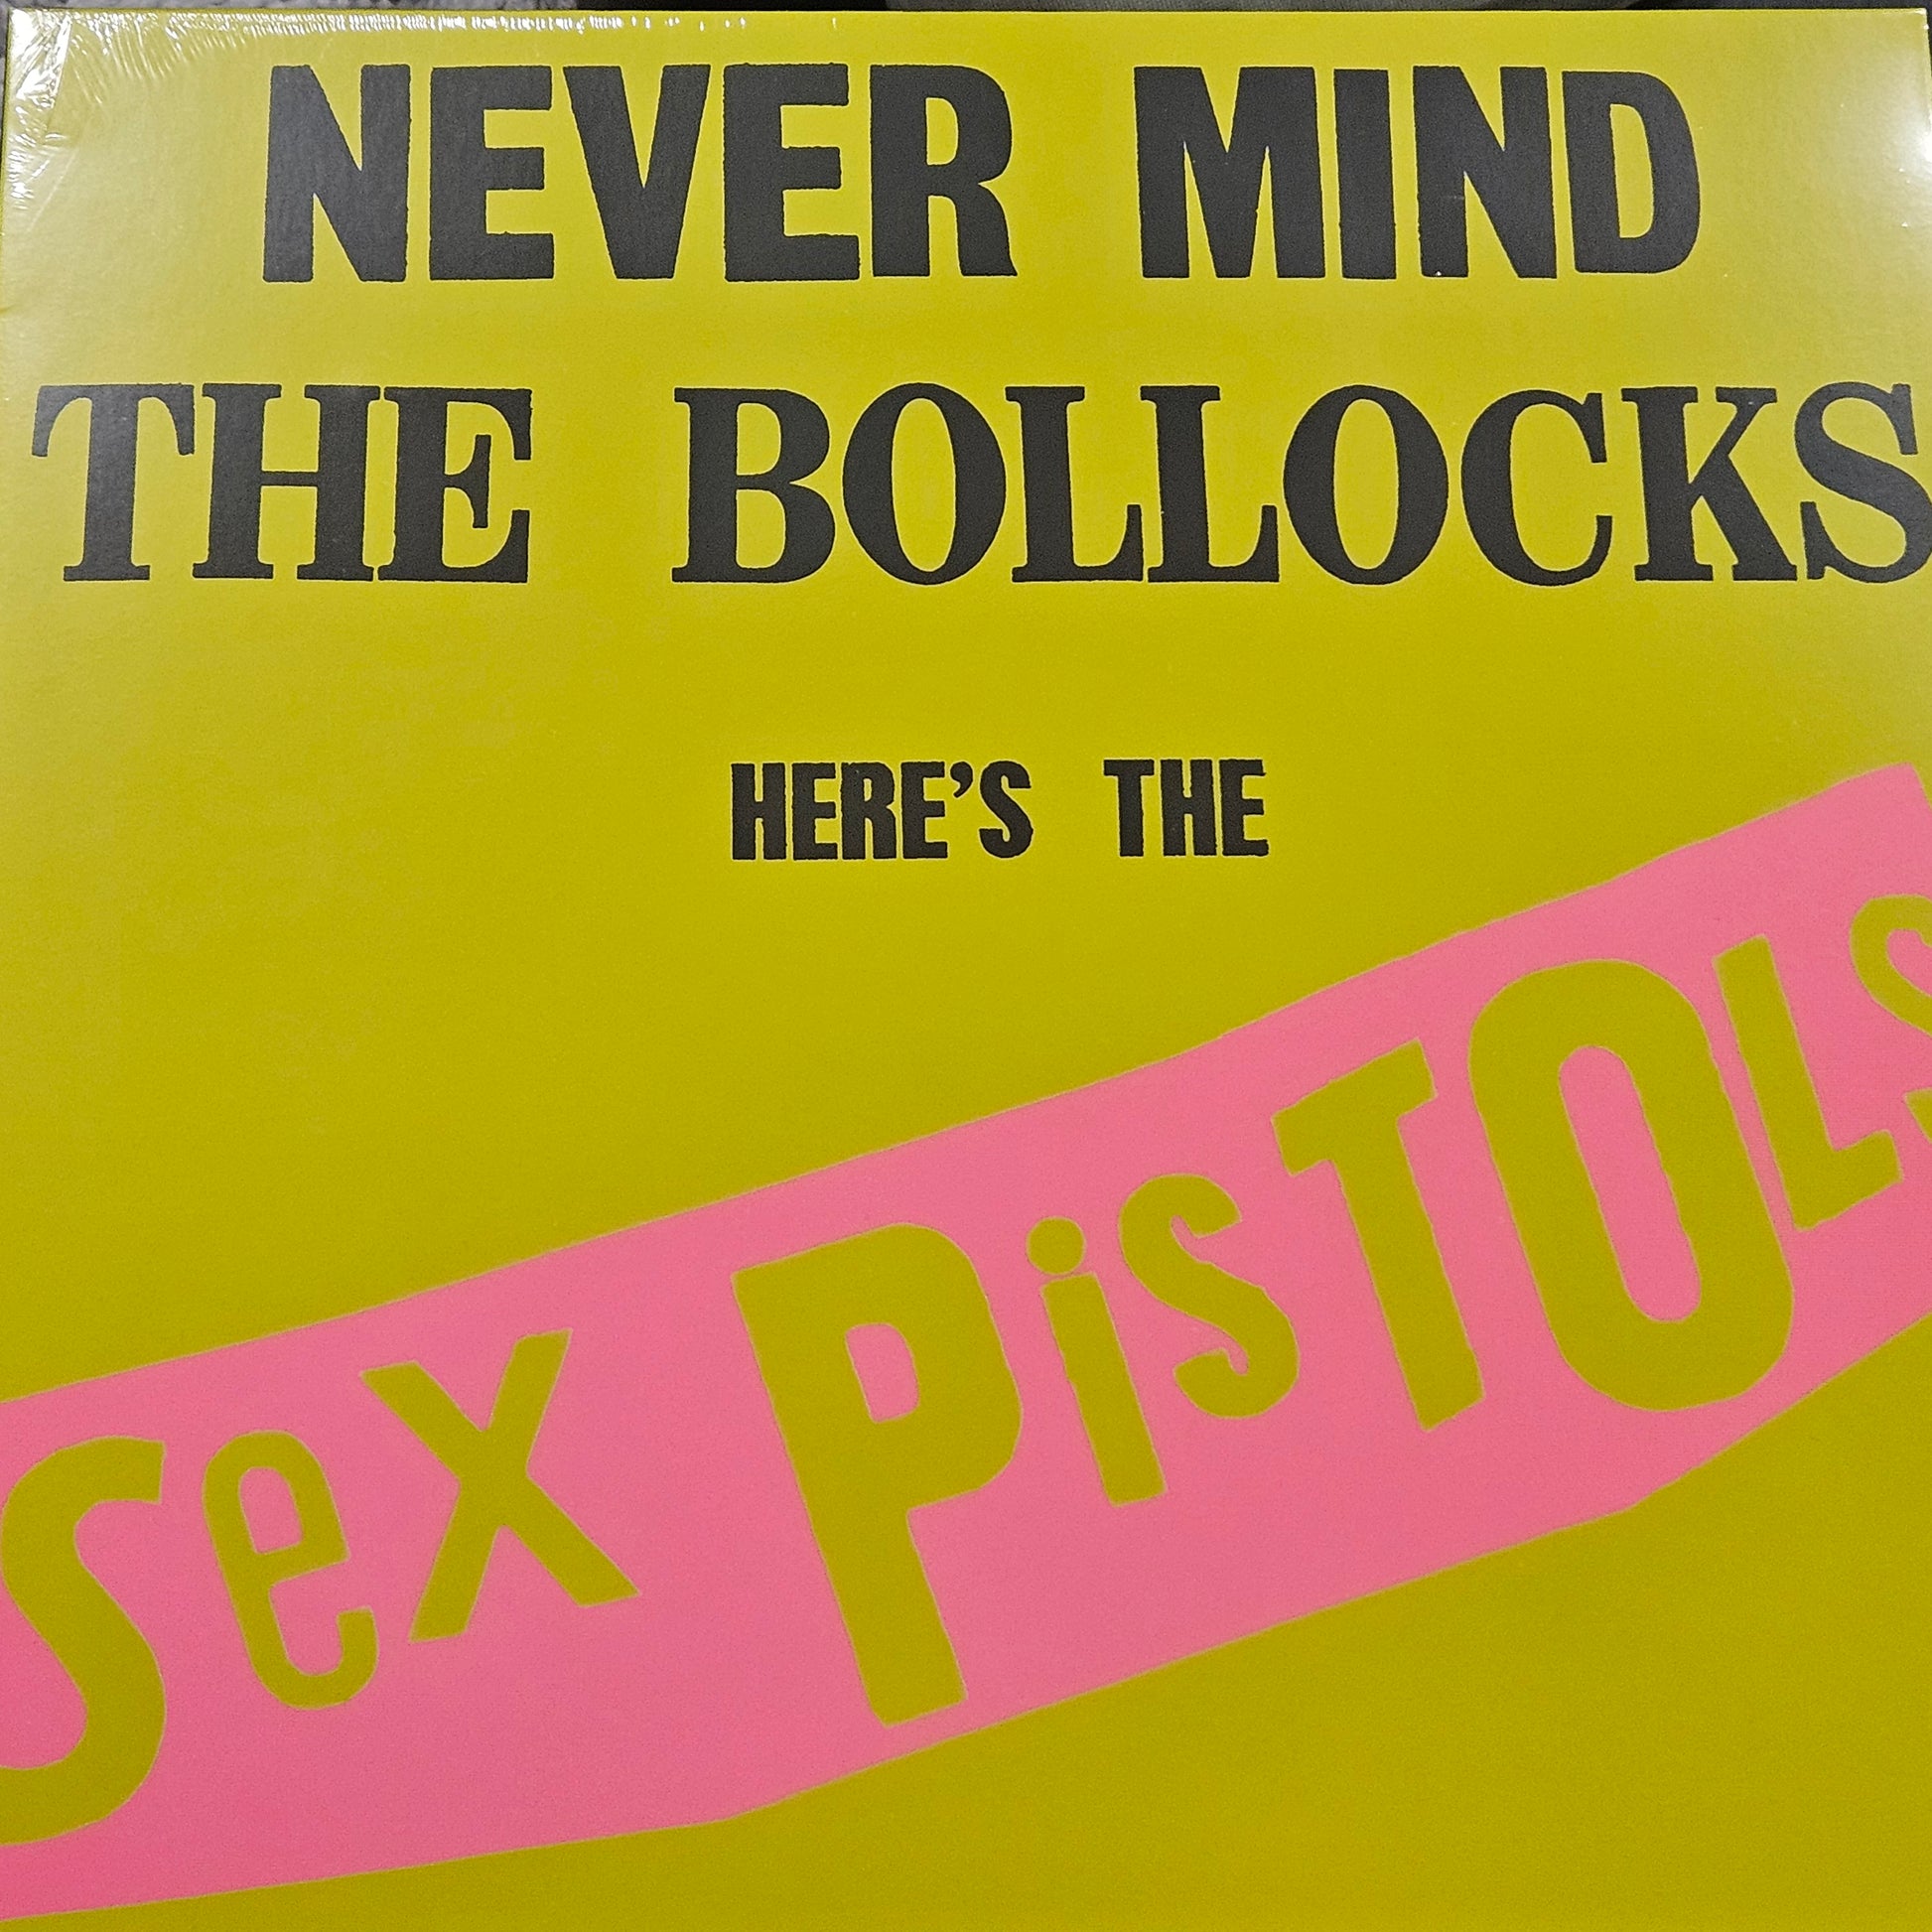 NEVER MIND
THE BOLLOCKS
HERE'S THE
Sex PiSTOLS